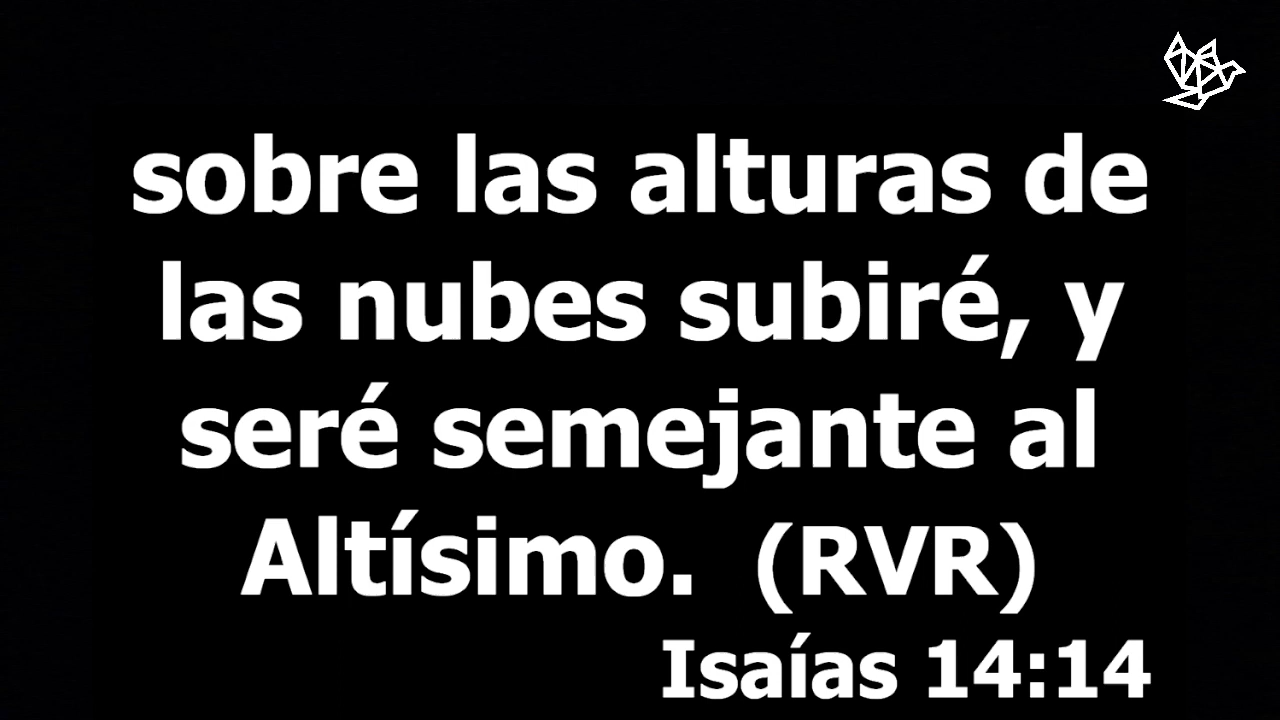 sobre las alturas de
las nubes subiré, y
seré semejante al
Altísimo.  (RVR)
Isaías 14:14